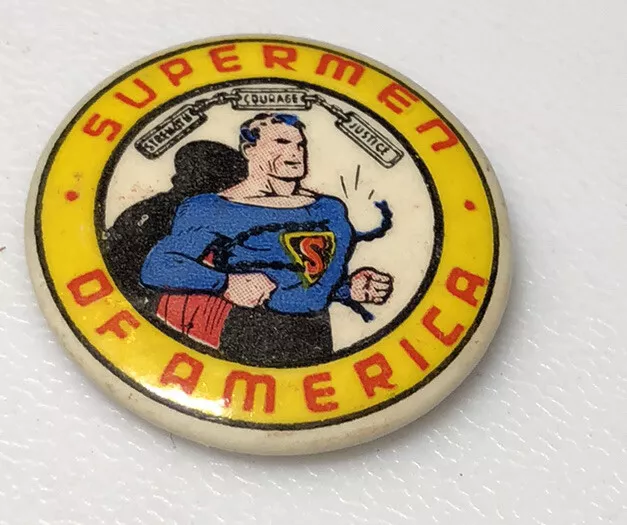 SUPERMEN
STRENGTH
COURAGE
JUSTICE
S
OF AMERICA